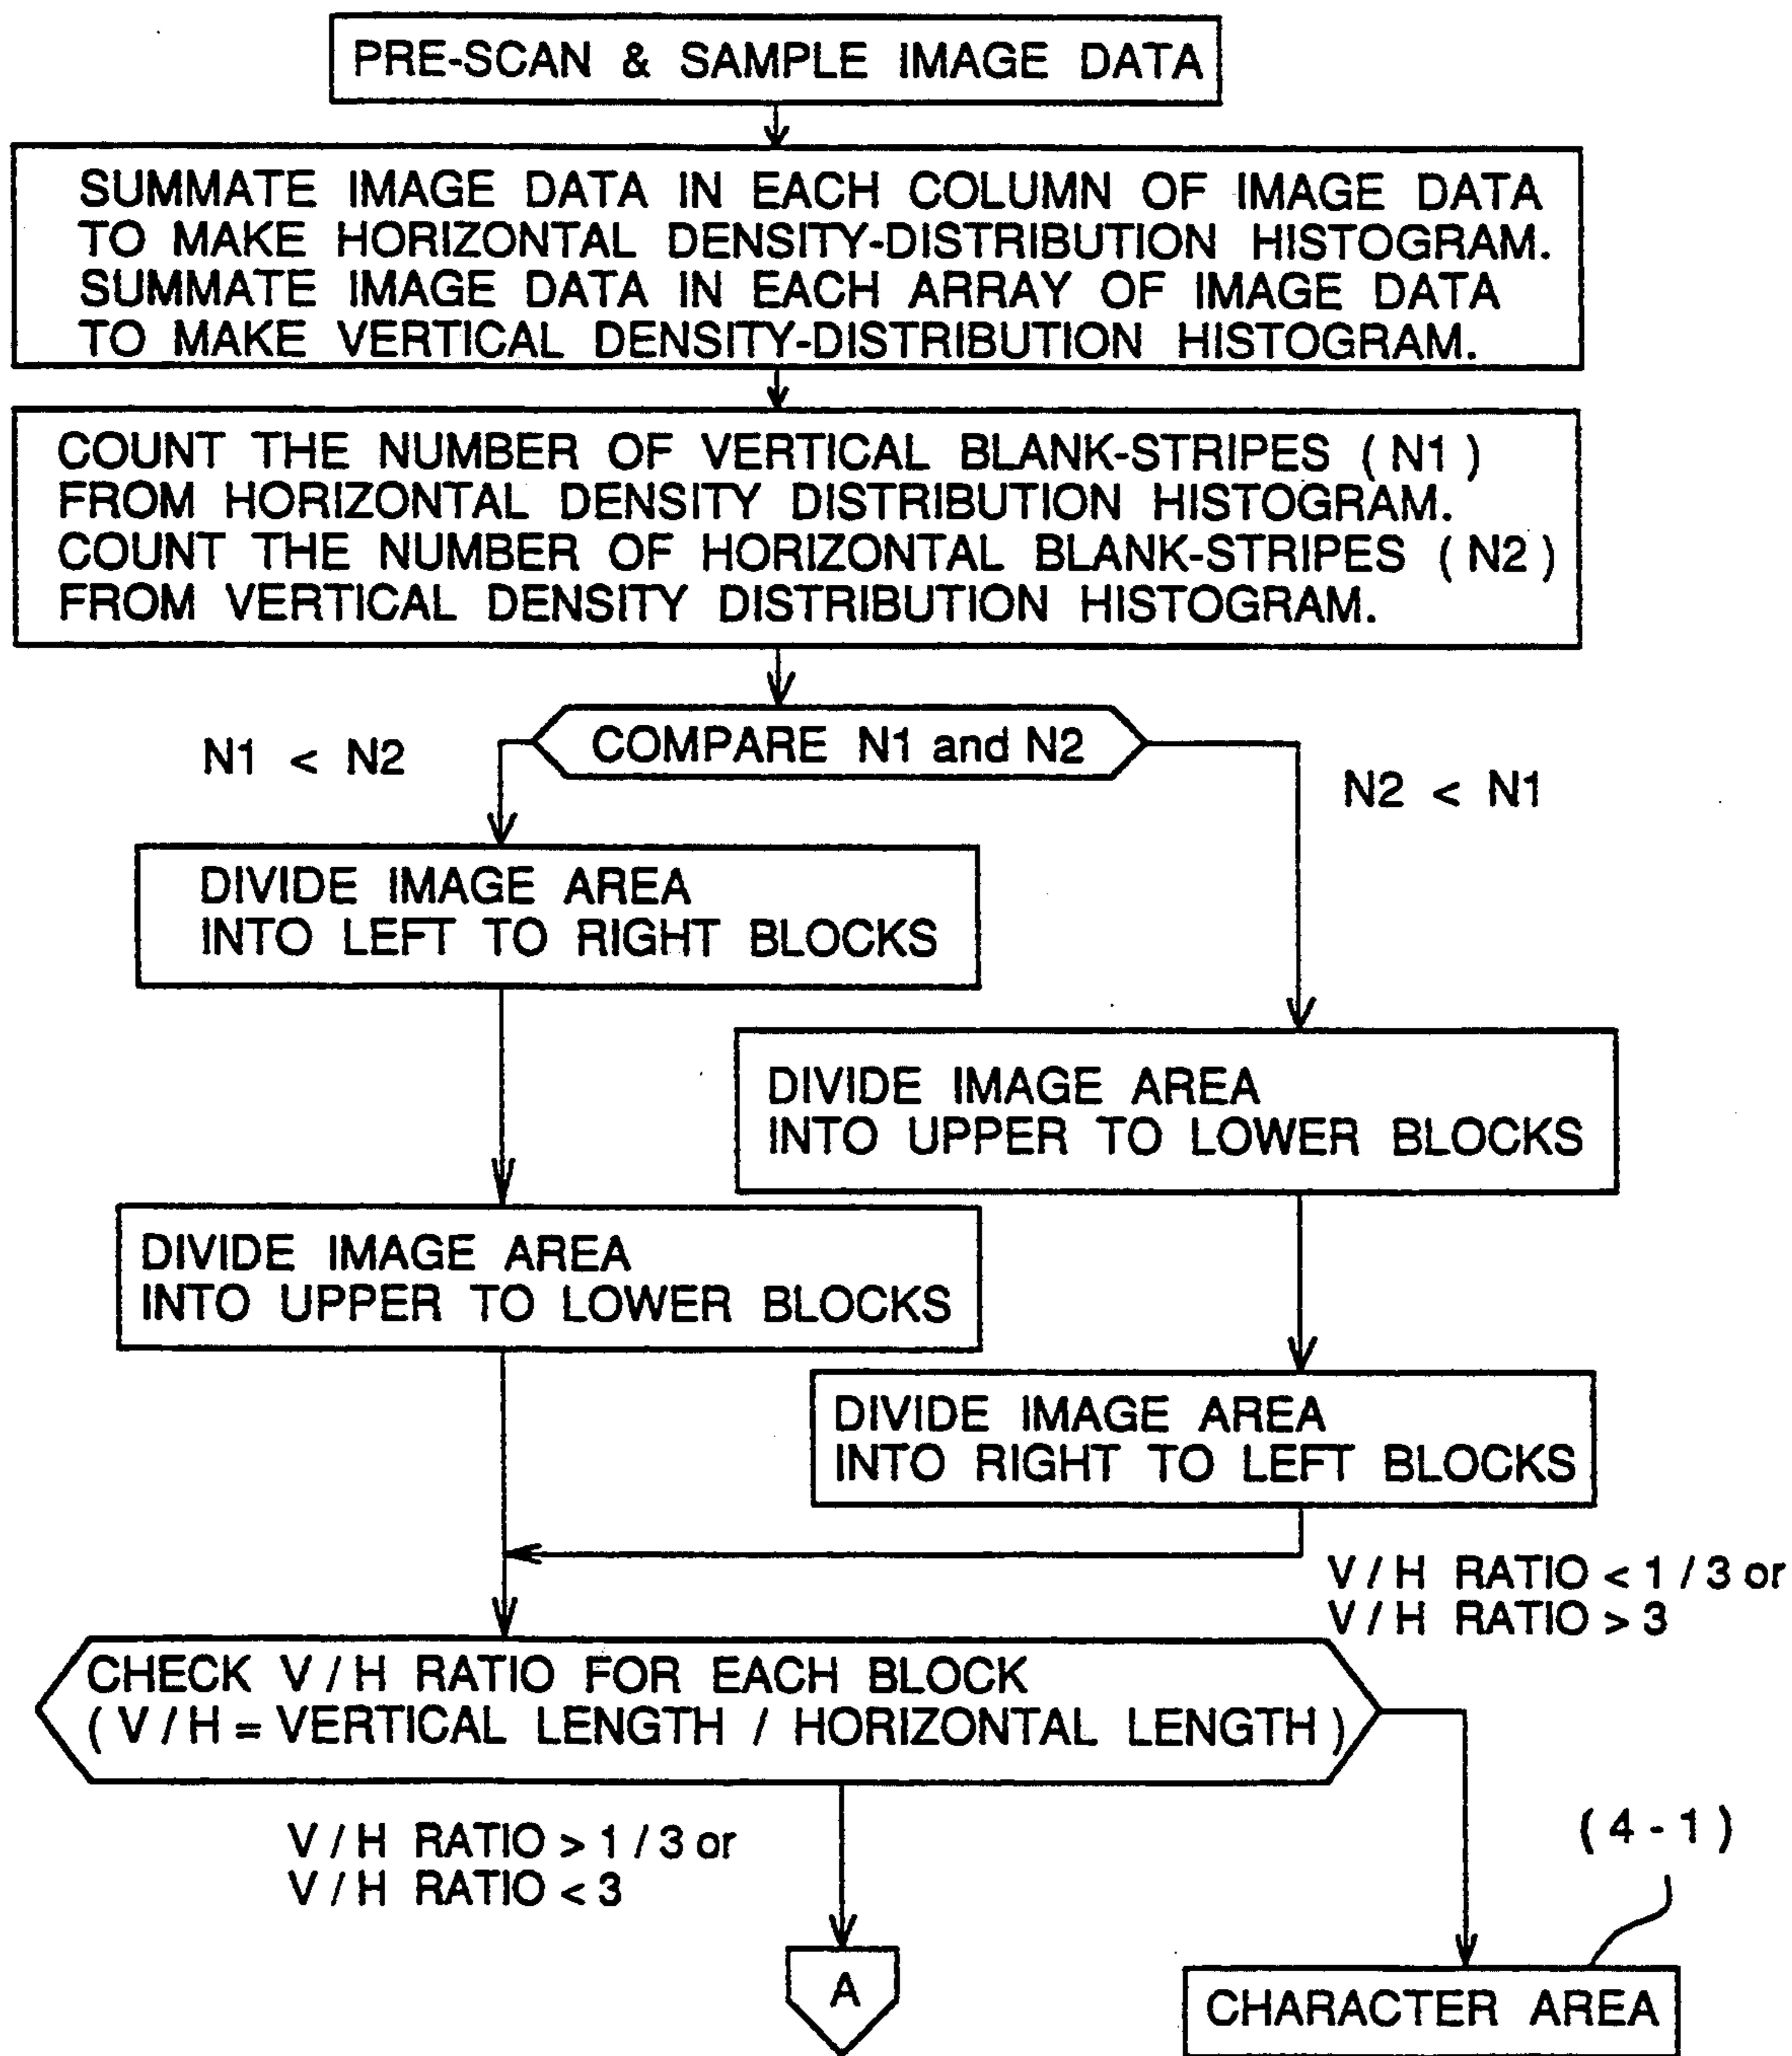 PRE-SCAN & SAMPLE IMAGE DATA
SUMMATE IMAGE DATA IN EACH COLUMN OF IMAGE DATA
TO MAKE HORIZONTAL DENSITY-DISTRIBUTION HISTOGRAM.
SUMMATE IMAGE DATA IN EACH ARRAY OF IMAGE DATA
TO MAKE VERTICAL DENSITY-DISTRIBUTION HISTOGRAM.
COUNT THE NUMBER OF VERTICAL BLANK-STRIPES ( N1 )
FROM HORIZONTAL DENSITY DISTRIBUTION HISTOGRAM.
COUNT THE NUMBER OF HORIZONTAL BLANK-STRIPES ( N2 )
FROM VERTICAL DENSITY DISTRIBUTION HISTOGRAM.
COMPARE N1 and N2
N1 < N2
N2 < N1
DIVIDE IMAGE AREA
INTO LEFT TO RIGHT BLOCKS
DIVIDE IMAGE AREA
INTO UPPER TO LOWER BLOCKS
DIVIDE IMAGE AREA
INTO UPPER TO LOWER BLOCKS
DIVIDE IMAGE AREA
INTO RIGHT TO LEFT BLOCKS
V / H RATIO < 1 / 3 or
V / H RATIO > 3
CHECK V / H RATIO FOR EACH BLOCK
( V / H = VERTICAL LENGTH / HORIZONTAL LENGTH )
V / H RATIO > 1 / 3 or
V / H RATIO < 3
( 4 - 1 )
A
CHARACTER AREA